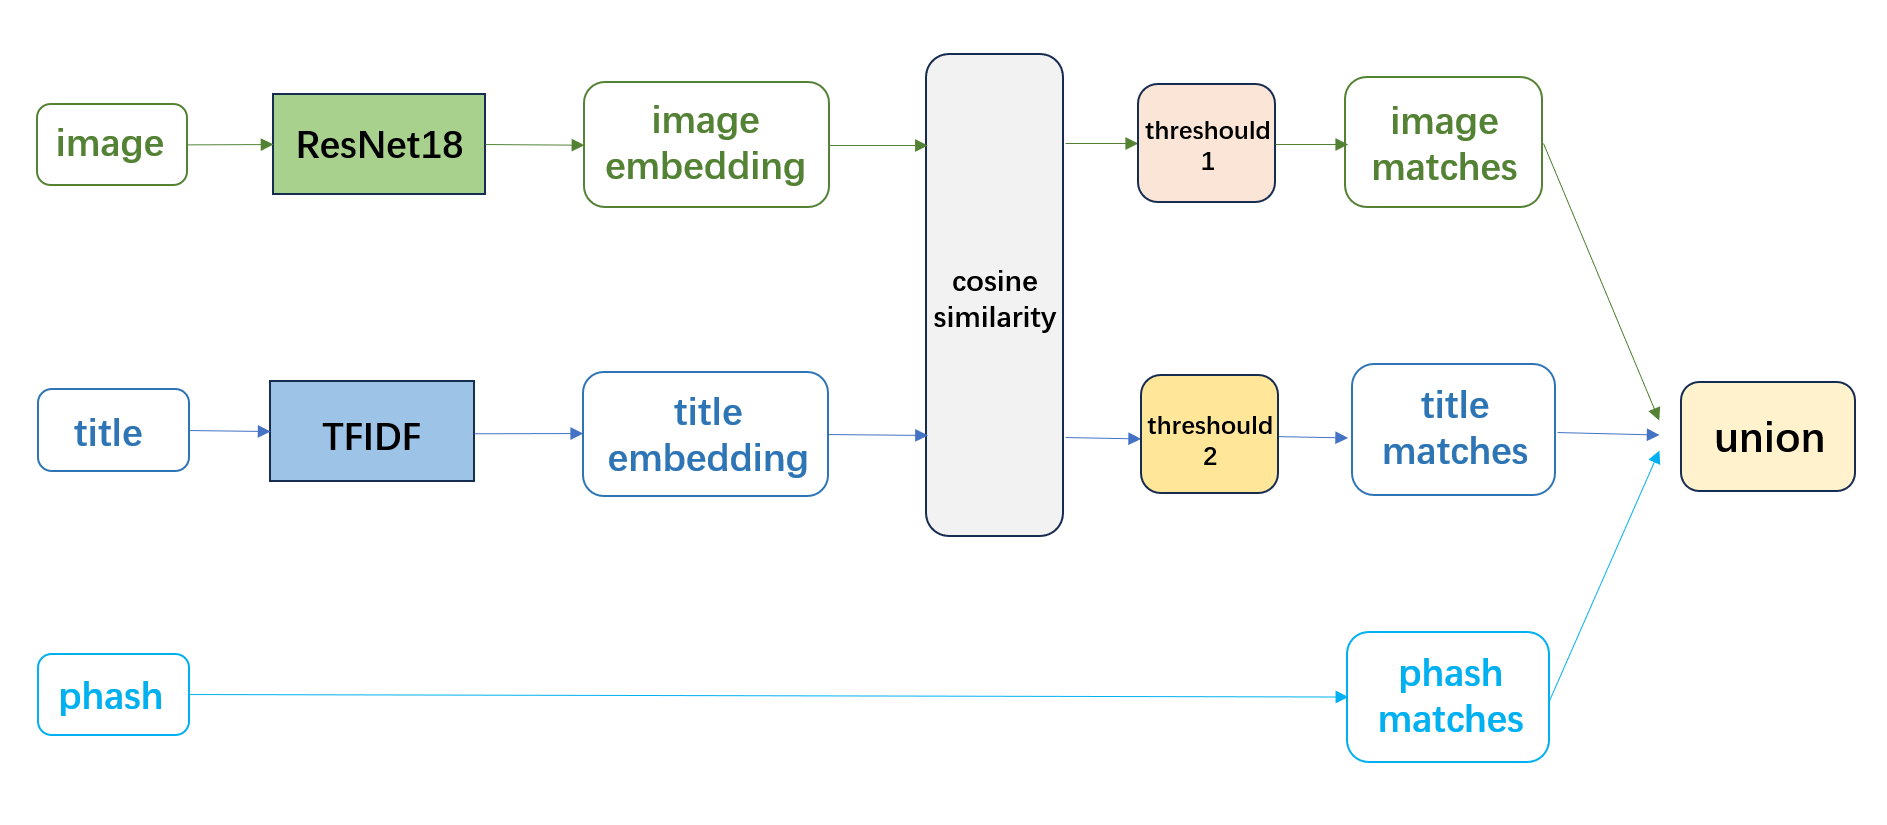 image
ResNet18
image
embedding
cosine
similarity
threshould
1
image
matches
title
TFIDF
title
embedding
threshould
2
title
matches
union
phash
phash
matches